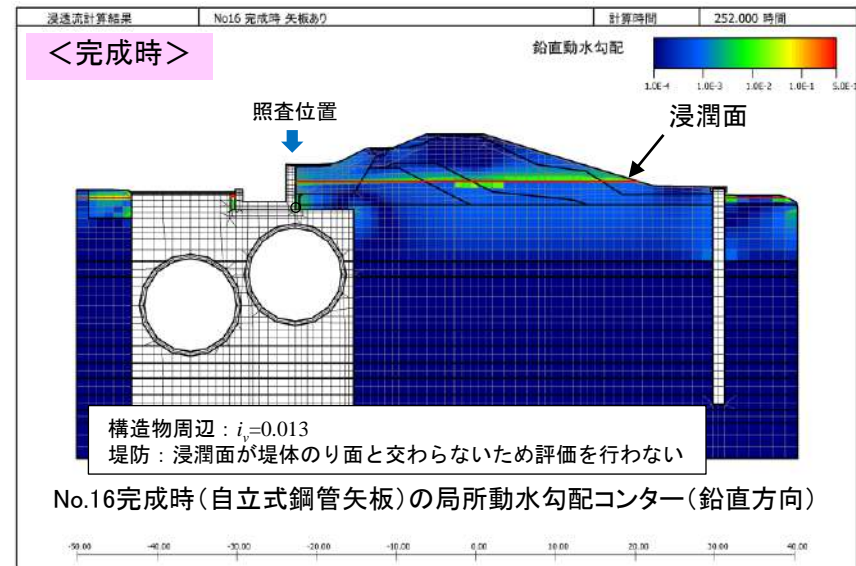 浸透流計算結果 No16 完成時 矢板あり 計算時間 252.000 時間
＜完成時＞
鉛直動水勾配
1.0E-4 1.0E-3 1.0E-2 1.0E-1 5.0E-1
照査位置
浸潤面
構造物周辺：iv=0.013
堤防：浸潤面が堤体のり面と交わらないため評価を行わない
No.16完成時（自立式鋼管矢板）の局所動水勾配コンター（鉛直方向）
-50.00 -40.00 -30.00 -20.00 -10.00 0.00 10.00 20.00 30.00 40.00